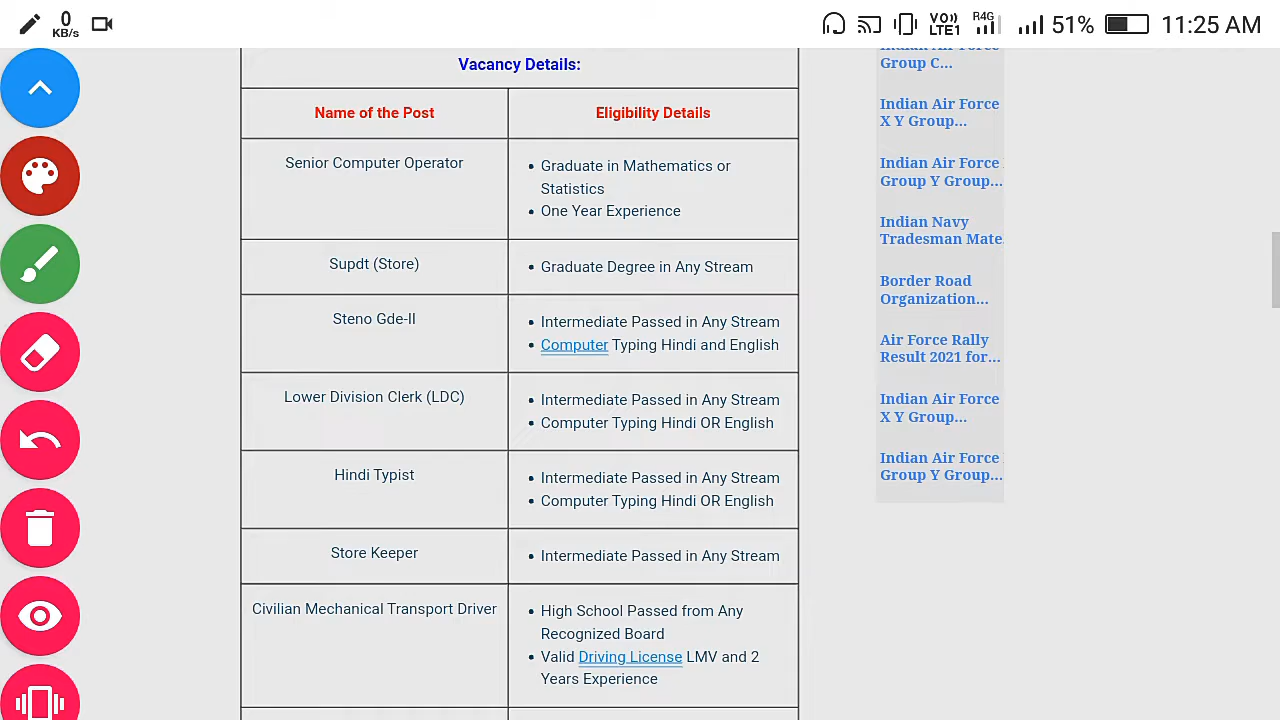 0
KB/s
VO))
LTE1
R4G
51%
11:25 AM
Vacancy Details:
Name of the Post
Eligibility Details
Senior Computer Operator
• Graduate in Mathematics or
Statistics
• One Year Experience
Supdt (Store)
• Graduate Degree in Any Stream
Steno Gde-II
• Intermediate Passed in Any Stream
• Computer Typing Hindi and English
Lower Division Clerk (LDC)
• Intermediate Passed in Any Stream
• Computer Typing Hindi OR English
Hindi Typist
• Intermediate Passed in Any Stream
• Computer Typing Hindi OR English
Store Keeper
• Intermediate Passed in Any Stream
Civilian Mechanical Transport Driver
• High School Passed from Any
Recognized Board
• Valid Driving License LMV and 2
Years Experience
Indian Air Force
Group C...
Indian Air Force
X Y Group...
Indian Air Force
Group Y Group...
Indian Navy
Tradesman Mate
Border Road
Organization...
Air Force Rally
Result 2021 for...
Indian Air Force
X Y Group...
Indian Air Force
Group Y Group...